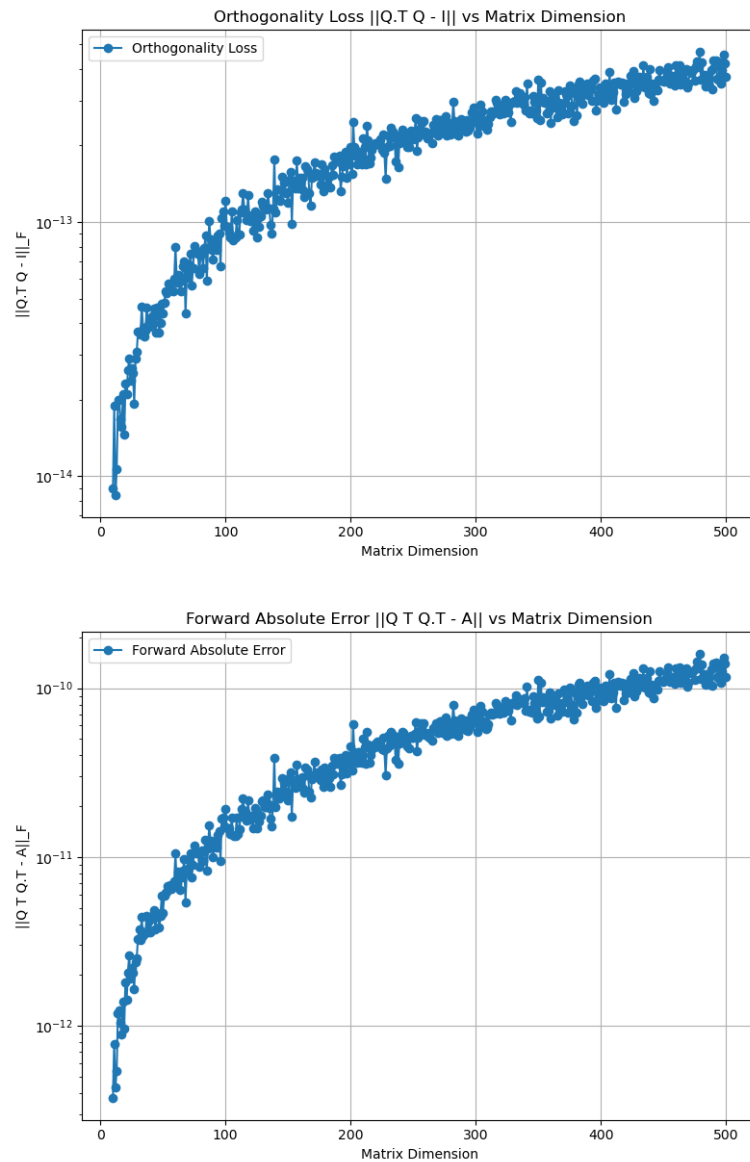 Orthogonality Loss ||Q.T Q - I|| vs Matrix Dimension
Orthogonality Loss
10⁻¹³
||Q.T Q - I||_F
10⁻¹⁴
0 100 200 300 400 500
Matrix Dimension
Forward Absolute Error ||Q T Q.T - A|| vs Matrix Dimension
Forward Absolute Error
10⁻¹⁰
10⁻¹¹
||Q T Q.T - A||_F
10⁻¹²
0 100 200 300 400 500
Matrix Dimension